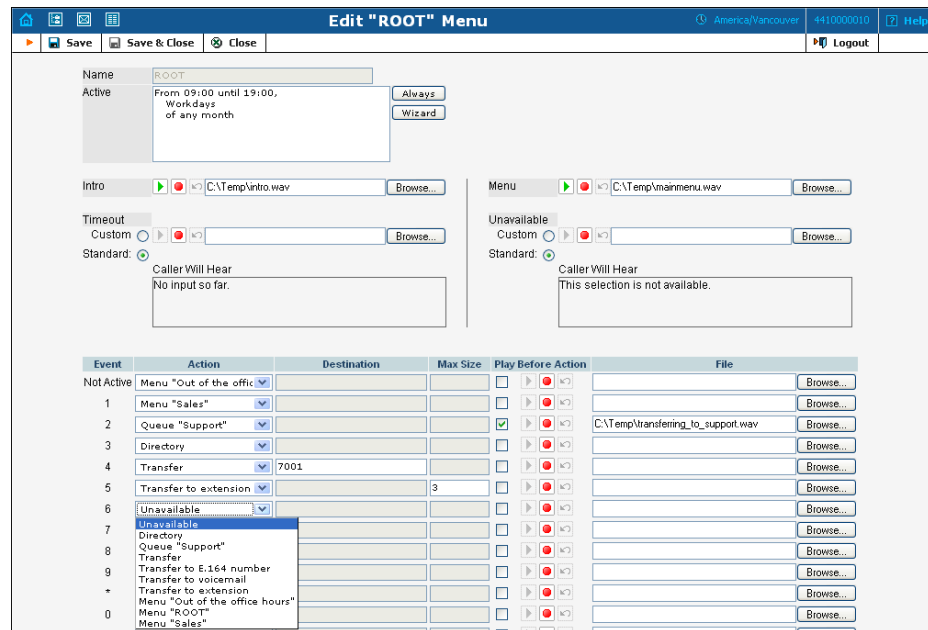 Edit "ROOT" Menu
America/Vancouver
4410000010
Help
Save
Save & Close
Close
Logout
Name
ROOT
Active
From 09:00 until 19:00,
Workdays
of any month
Always
Wizard
Intro
C:\Temp\intro.wav
Browse...
Menu
C:\Temp\mainmenu.wav
Browse...
Timeout
Custom
Browse...
Standard:
Caller Will Hear
No input so far.
Unavailable
Custom
Browse...
Standard:
Caller Will Hear
This selection is not available.
Event Action Destination Max Size Play Before Action File
Not Active Menu "Out of the offic Browse...
1 Menu "Sales" Browse...
2 Queue "Support" C:\Temp\transferring_to_support.wav Browse...
3 Directory Browse...
4 Transfer 7001 Browse...
5 Transfer to extension 3 Browse...
6 Unavailable Browse...
7 Browse...
8 Browse...
9 Browse...
* Browse...
0 Browse...
Unavailable
Directory
Queue "Support"
Transfer
Transfer to E.164 number
Transfer to voicemail
Transfer to extension
Menu "Out of the office hours"
Menu "ROOT"
Menu "Sales"